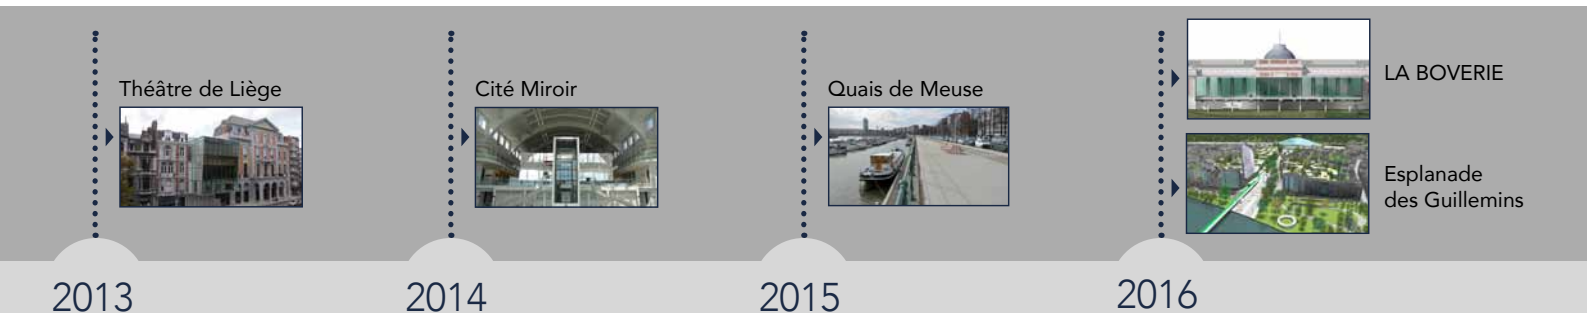 Théâtre de Liège
Cité Miroir
Quais de Meuse
LA BOVERIE
Esplanade
des Guillemins
2013
2014
2015
2016